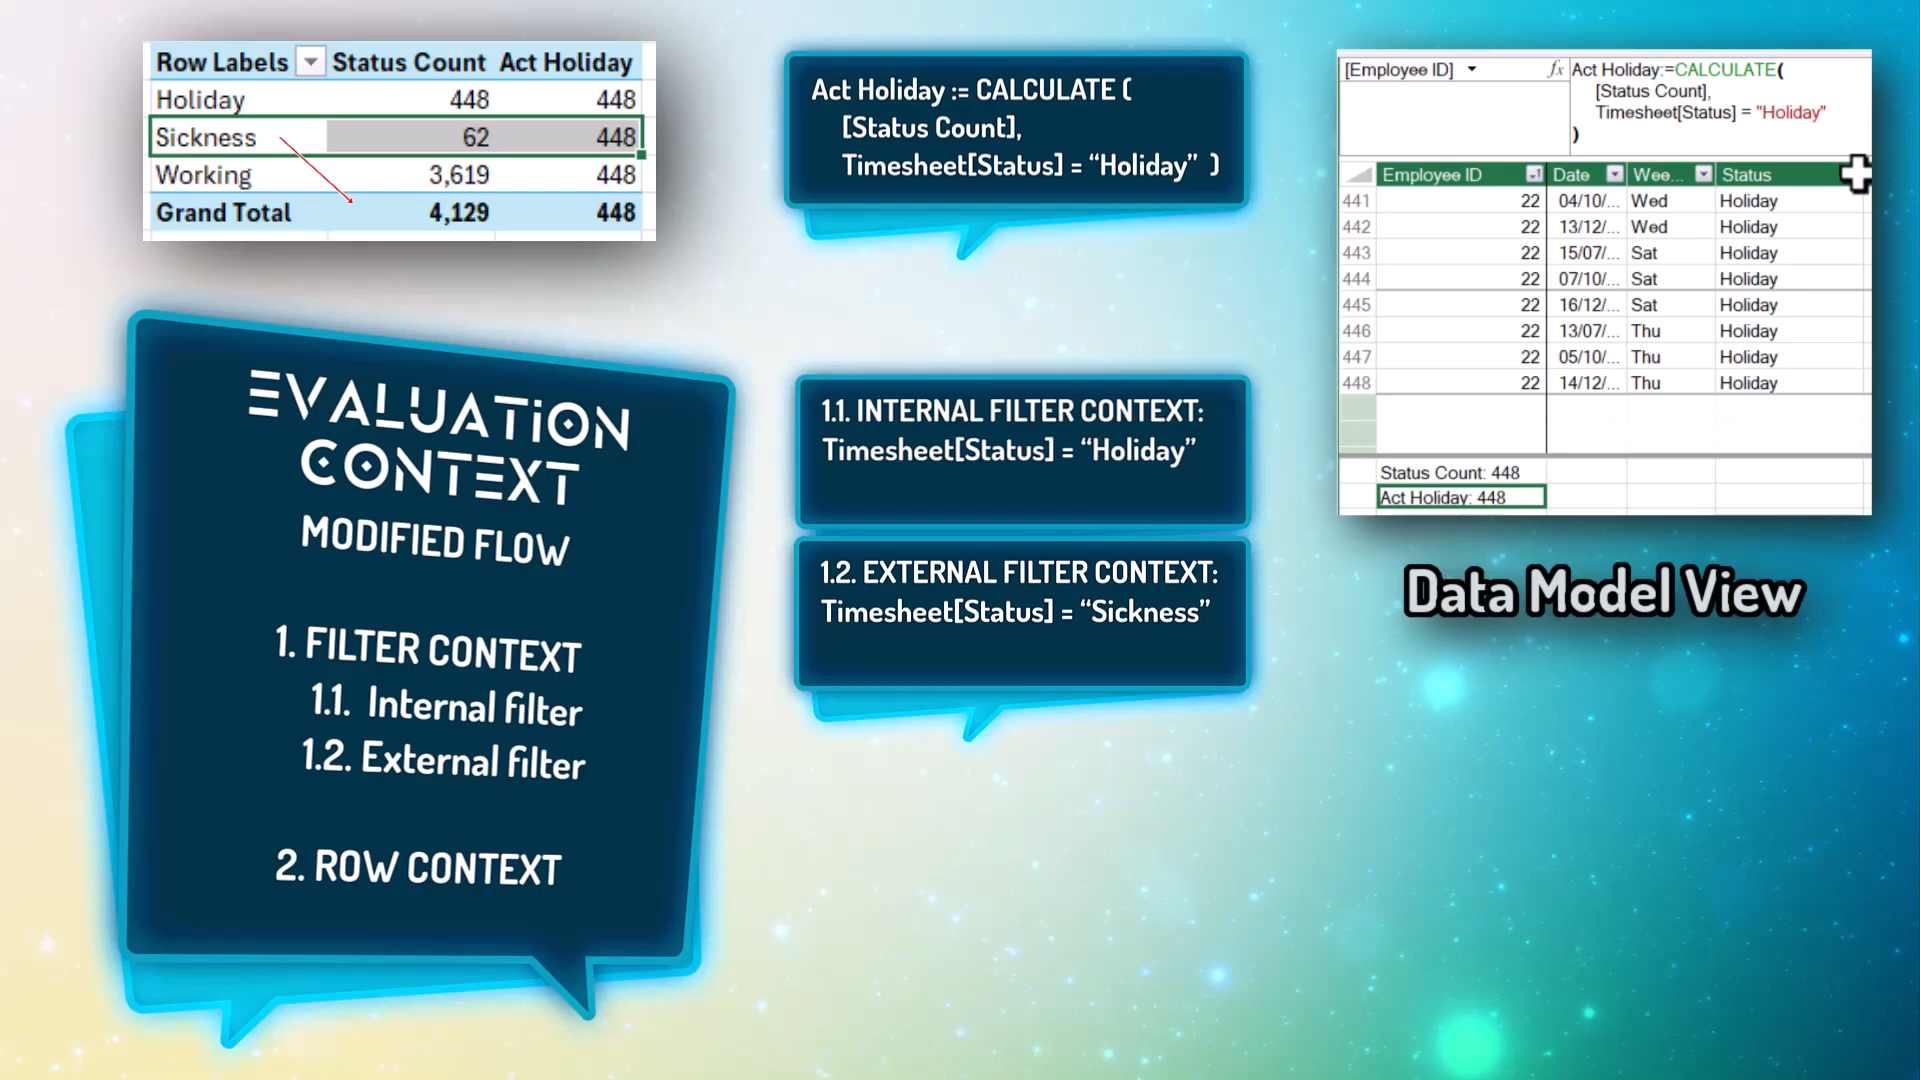 Row Labels Status Count Act Holiday
Holiday 448 448
Sickness 62 448
Working 3,619 448
Grand Total 4,129 448
Act Holiday := CALCULATE (
[Status Count],
Timesheet[Status] = “Holiday” )
[Employee ID] fx Act Holiday:=CALCULATE(
[Status Count],
Timesheet[Status] = "Holiday"
)
Employee ID Date Wee... Status
441 22 04/10/... Wed Holiday
442 22 13/12/... Wed Holiday
443 22 15/07/... Sat Holiday
444 22 07/10/... Sat Holiday
445 22 16/12/... Sat Holiday
446 22 13/07/... Thu Holiday
447 22 05/10/... Thu Holiday
448 22 14/12/... Thu Holiday
Status Count: 448
Act Holiday: 448
Data Model View
EVALUATION
CONTEXT
MODIFIED FLOW
1. FILTER CONTEXT
1.1. Internal filter
1.2. External filter
2. ROW CONTEXT
1.1. INTERNAL FILTER CONTEXT:
Timesheet[Status] = “Holiday”
1.2. EXTERNAL FILTER CONTEXT:
Timesheet[Status] = “Sickness”